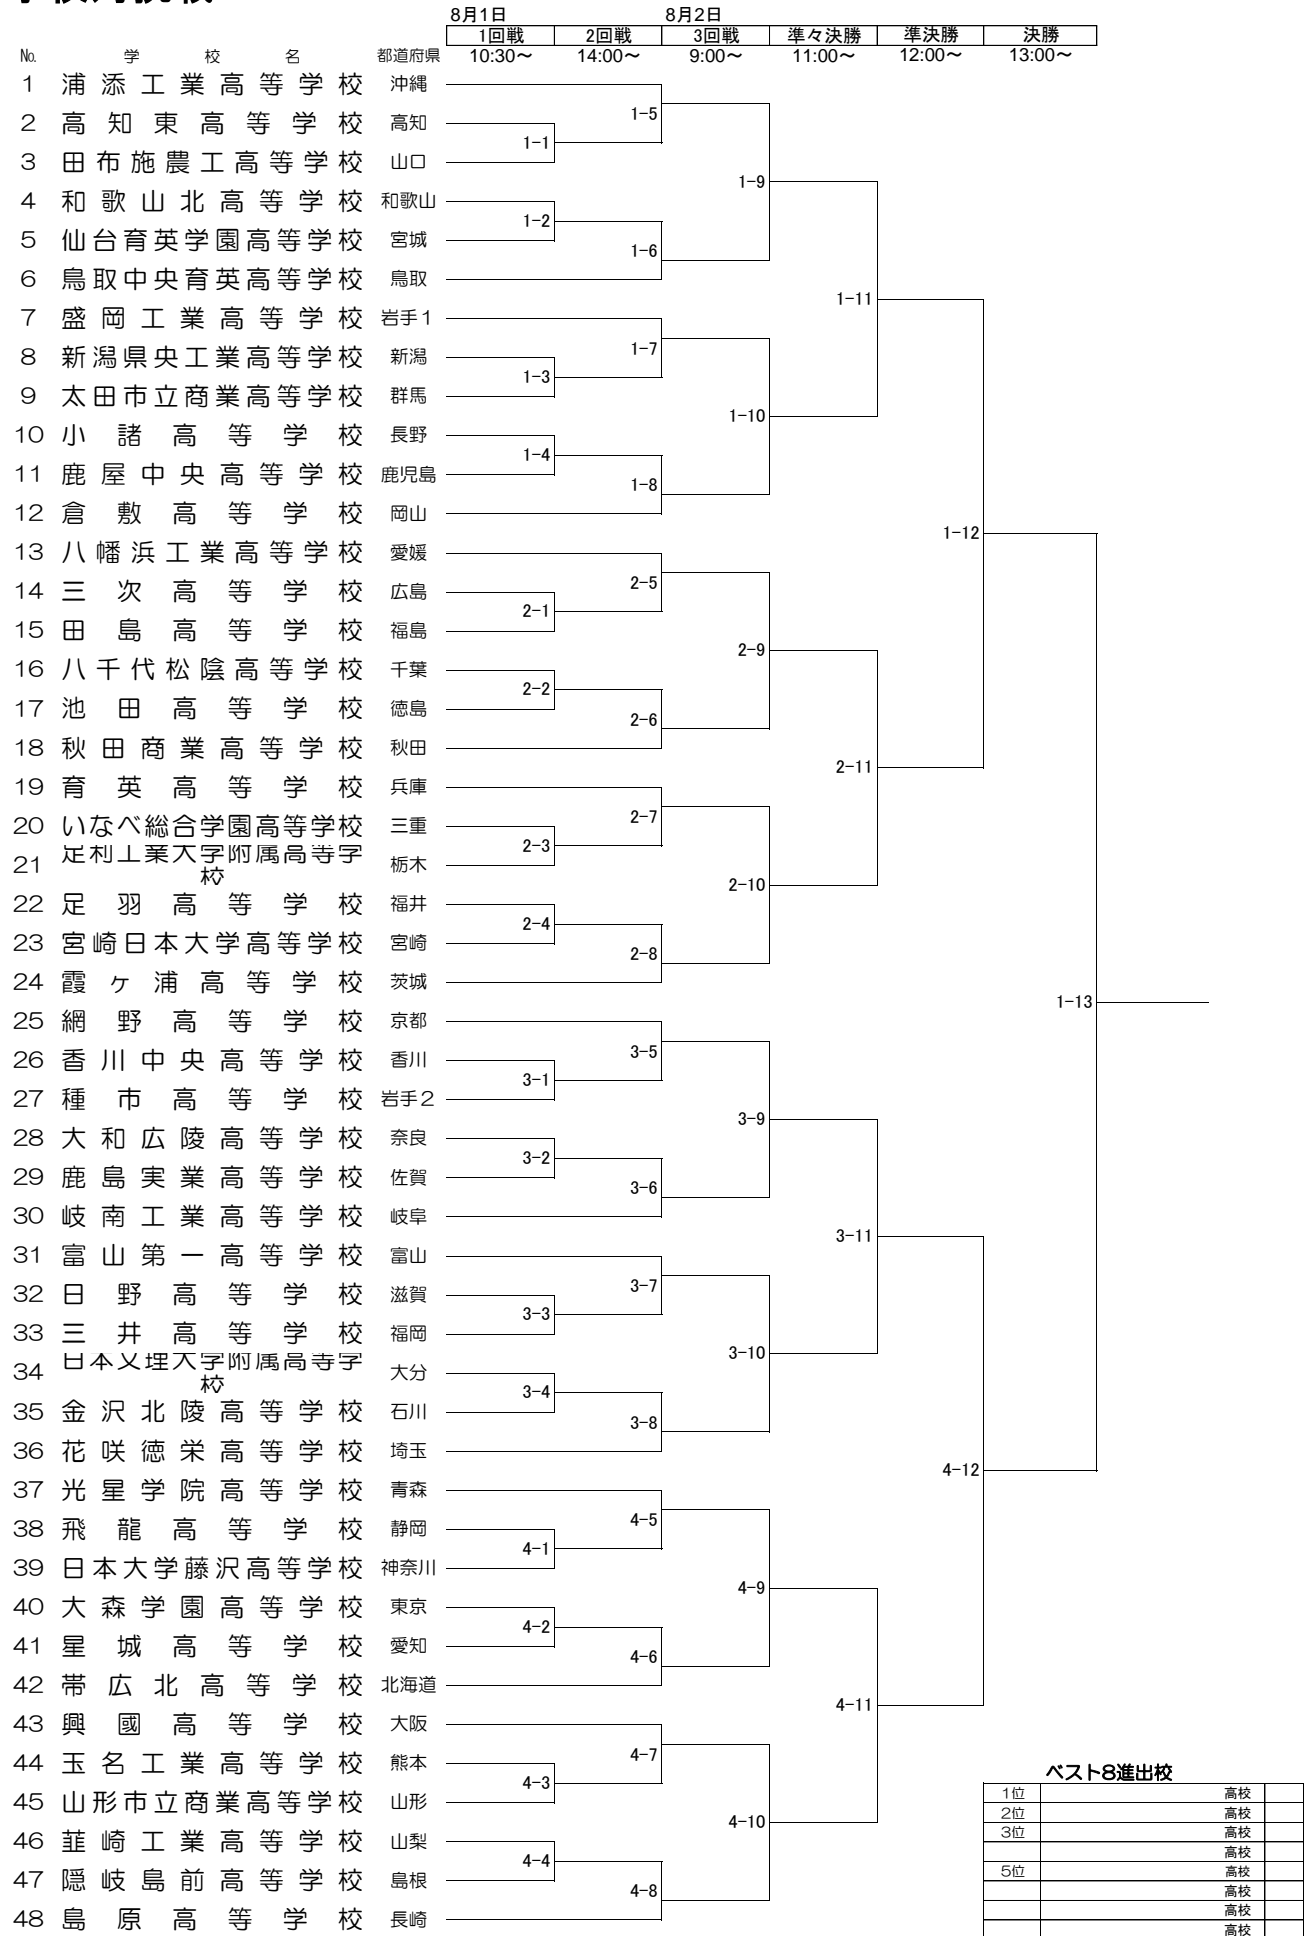 8月1日 8月2日
1回戦 2回戦 3回戦 準々決勝 準決勝 決勝
№ 学校名 都道府県 10:30～ 14:00～ 9:00～ 11:00～ 12:00～ 13:00～
1 浦添工業高等学校 沖縄
1-5
2 高知東高等学校 高知
1-1
3 田布施農工高等学校 山口
1-9
4 和歌山北高等学校 和歌山
1-2
5 仙台育英学園高等学校 宮城
1-6
6 鳥取中央育英高等学校 鳥取
1-11
7 盛岡工業高等学校 岩手1
1-7
8 新潟県央工業高等学校 新潟
1-3
9 太田市立商業高等学校 群馬
1-10
10 小諸高等学校 長野
1-4
11 鹿屋中央高等学校 鹿児島
1-8
12 倉敷高等学校 岡山
1-12
13 八幡浜工業高等学校 愛媛
2-5
14 三次高等学校 広島
2-1
15 田島高等学校 福島
2-9
16 八千代松陰高等学校 千葉
2-2
17 池田高等学校 徳島
2-6
18 秋田商業高等学校 秋田
2-11
19 育英高等学校 兵庫
2-7
20 いなべ総合学園高等学校 三重
2-3
21 足利工業大学附属高等学校 栃木
2-10
22 足羽高等学校 福井
2-4
23 宮崎日本大学高等学校 宮崎
2-8
24 霞ヶ浦高等学校 茨城
1-13
25 網野高等学校 京都
3-5
26 香川中央高等学校 香川
3-1
27 種市高等学校 岩手2
3-9
28 大和広陵高等学校 奈良
3-2
29 鹿島実業高等学校 佐賀
3-6
30 岐南工業高等学校 岐阜
3-11
31 富山第一高等学校 富山
3-7
32 日野高等学校 滋賀
3-3
33 三井高等学校 福岡
3-10
34 日本文理大学附属高等学校 大分
3-4
35 金沢北陵高等学校 石川
3-8
36 花咲徳栄高等学校 埼玉
4-12
37 光星学院高等学校 青森
4-5
38 飛龍高等学校 静岡
4-1
39 日本大学藤沢高等学校 神奈川
4-9
40 大森学園高等学校 東京
4-2
41 星城高等学校 愛知
4-6
42 帯広北高等学校 北海道
4-11
43 興國高等学校 大阪
4-7
44 玉名工業高等学校 熊本
4-3
45 山形市立商業高等学校 山形
4-10
46 韮崎工業高等学校 山梨
4-4
47 隠岐島前高等学校 島根
4-8
48 島原高等学校 長崎
ベスト8進出校
1位 高校
2位 高校
3位 高校
高校
5位 高校
高校
高校
高校